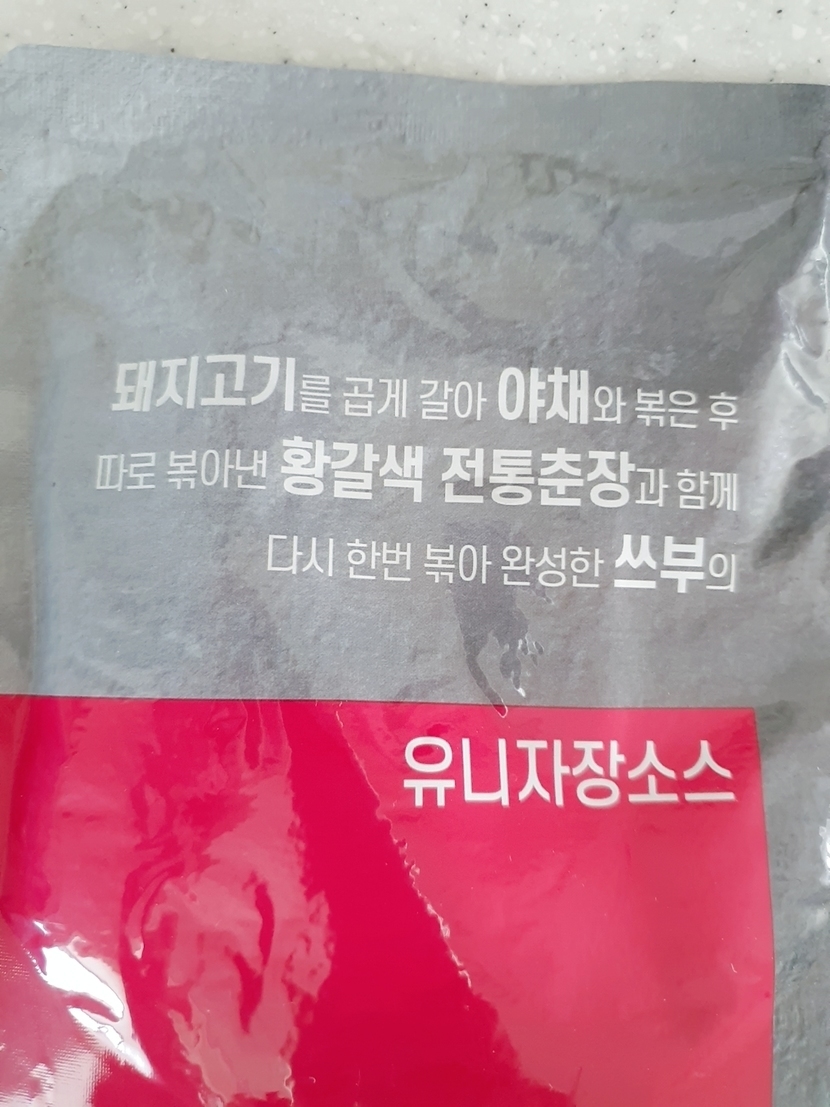 돼지고기를 곱게 갈아 야채와 볶은 후
따로 볶아낸 황갈색 전통춘장과 함께
다시 한번 볶아 완성한 쓰부의
유니자장소스